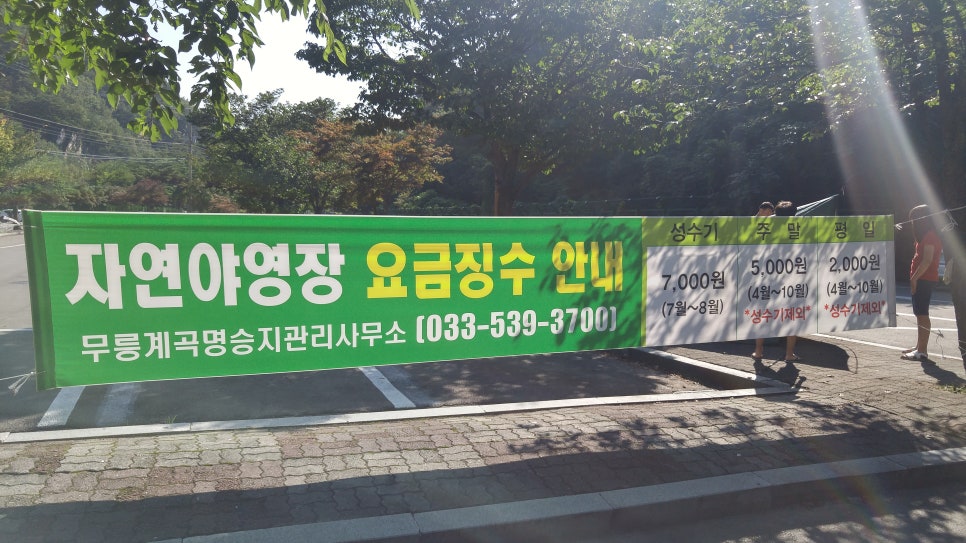 자연야영장 요금징수 안내
무릉계곡명승지관리사무소 (033-539-3700)
성수기 주 말 평 일
7,000원 5,000원 2,000원
(7월~8월) (4월~10월) (4월~10월)
*성수기제외* *성수기제외*